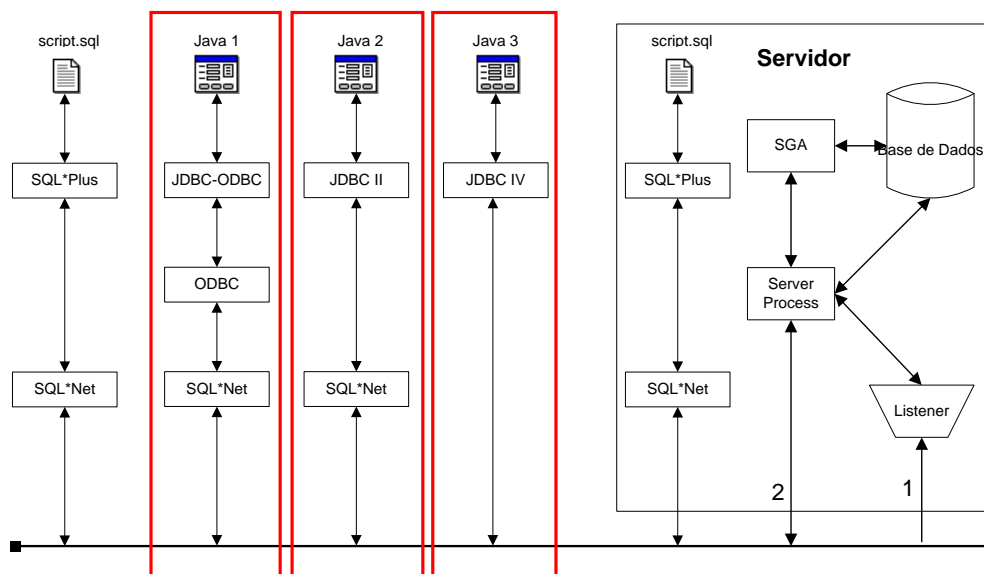 script.sql
Java 1
Java 2
Java 3
script.sql
Servidor
SQL*Plus
JDBC-ODBC
JDBC II
JDBC IV
SQL*Plus
SGA
Base de Dados
ODBC
Server
Process
SQL*Net
SQL*Net
SQL*Net
SQL*Net
Listener
2
1